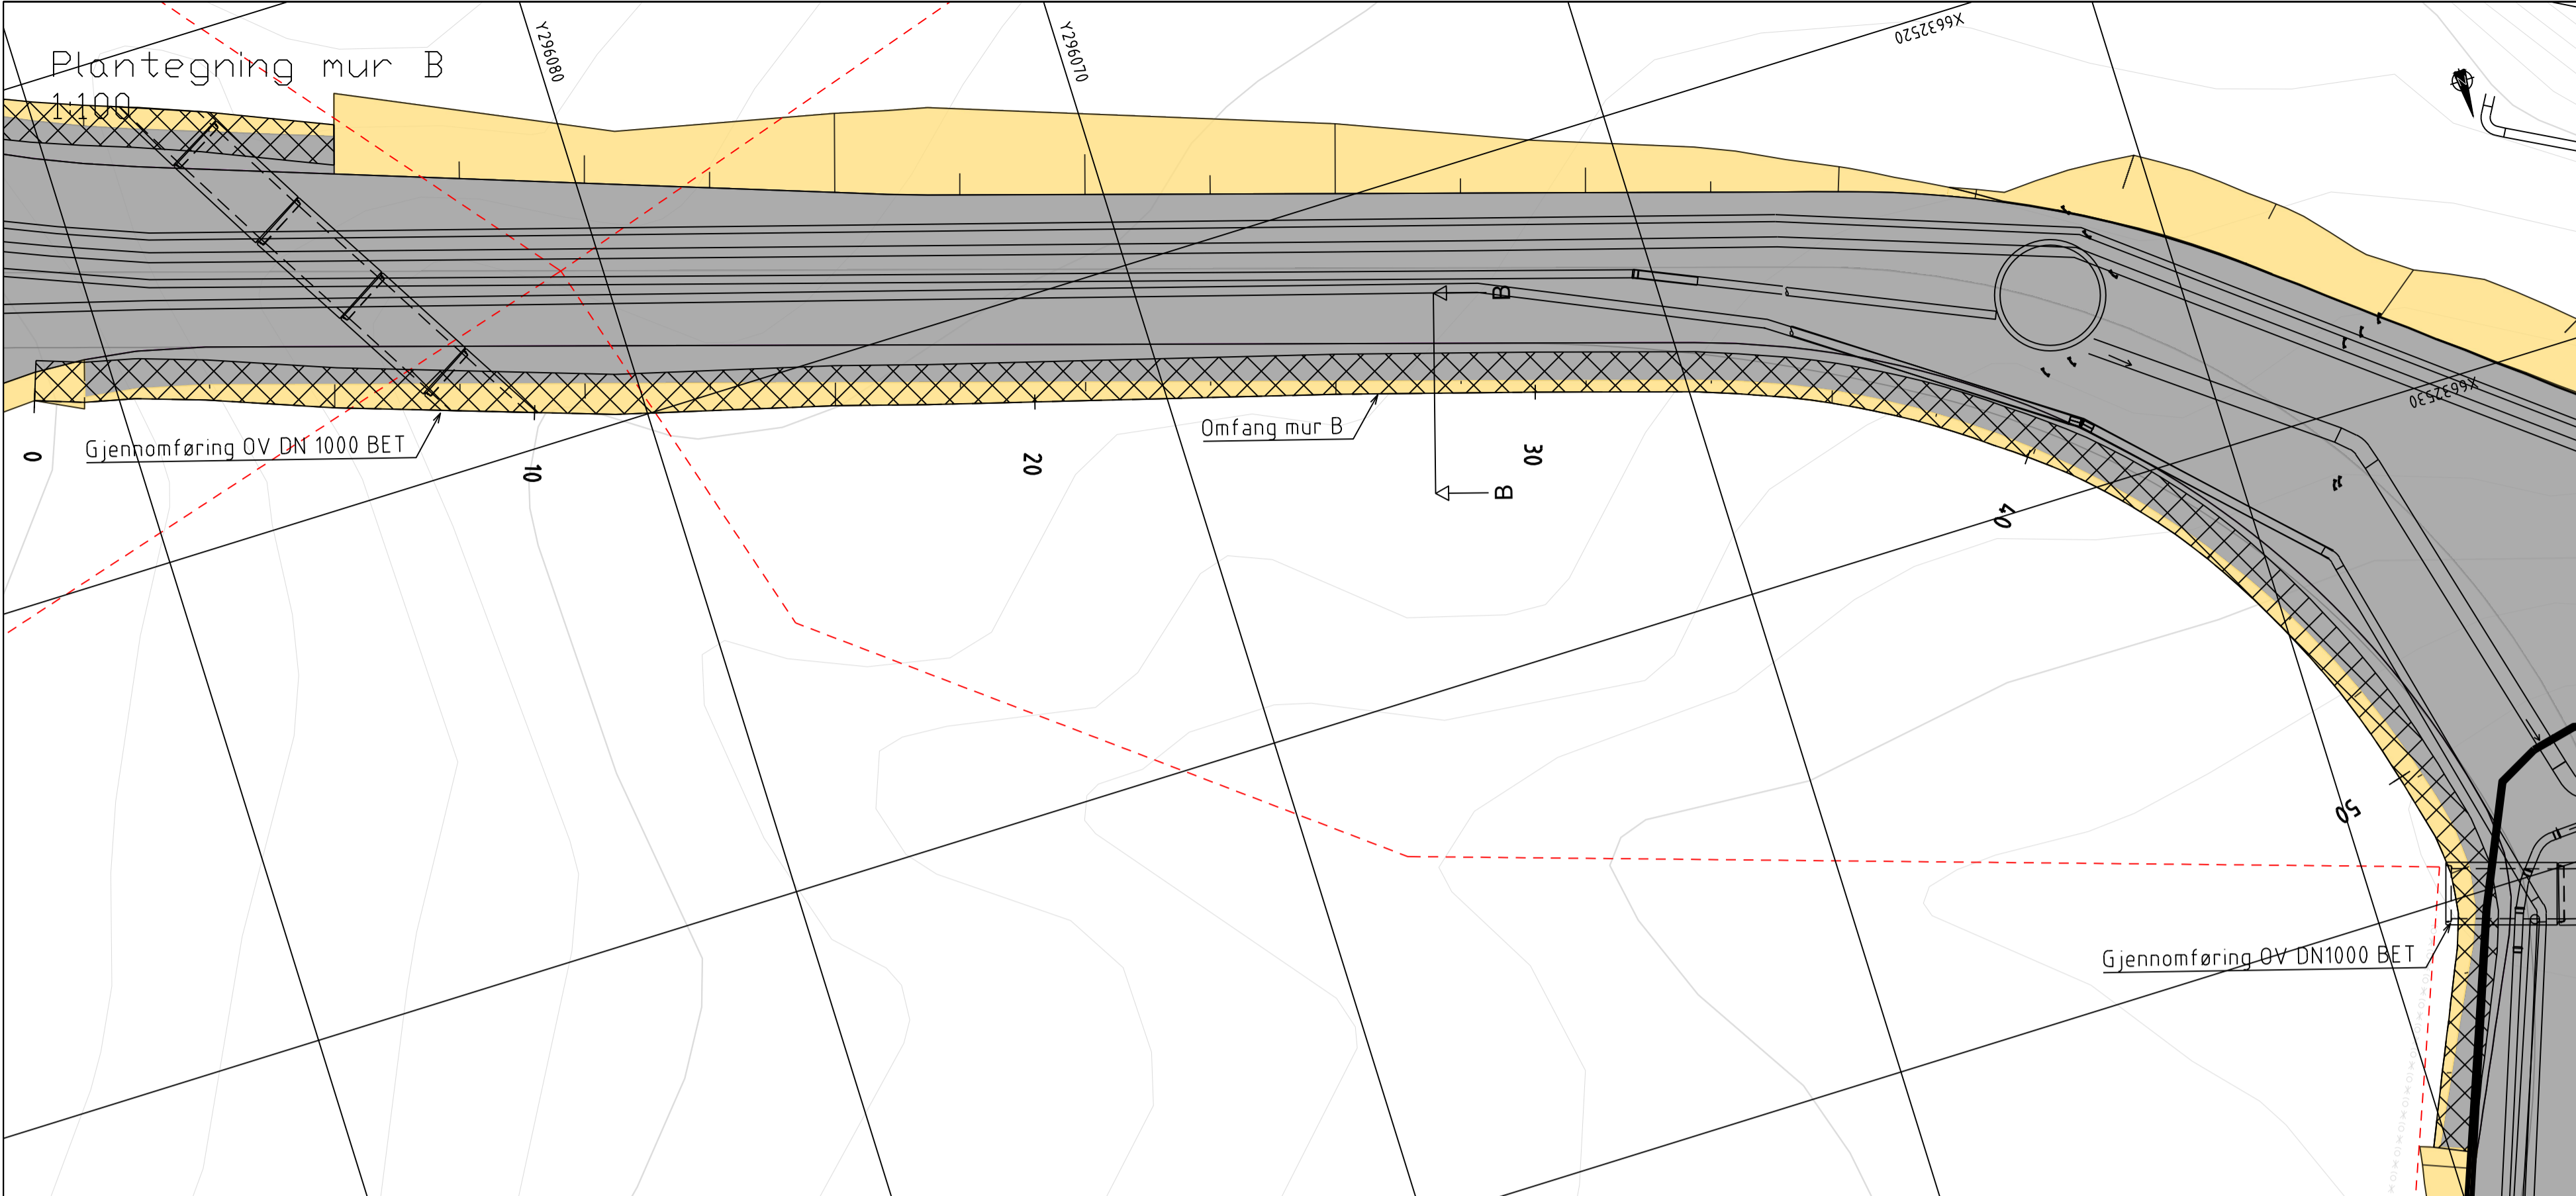 Plantegning mur B
1:100
Y296080
Y296070
X6632520
X6632530
B
B
Gjennomføring OV DN 1000 BET
Omfang mur B
0
10
20
30
40
50
Gjennomføring OV DN1000 BET